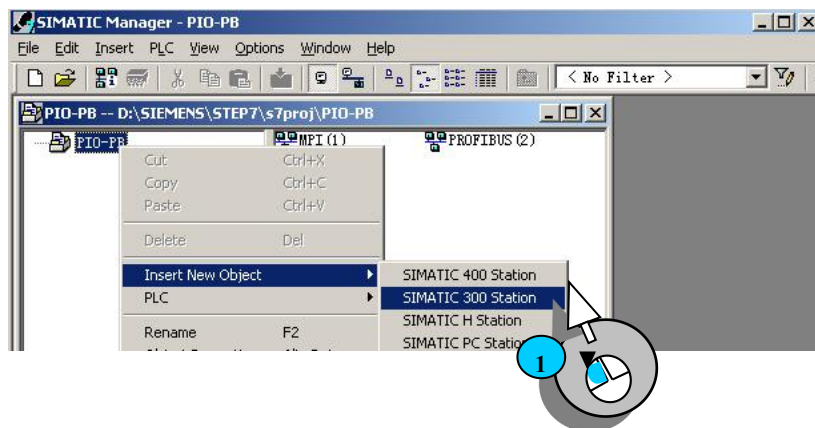 SIMATIC Manager - PIO-PB
File Edit Insert PLC View Options Window Help
< No Filter >
PIO-PB -- D:\SIEMENS\STEP7\s7proj\PIO-PB
PIO-PB MPI(1) PROFIBUS(2)
Cut Ctrl+X
Copy Ctrl+C
Paste Ctrl+V
Delete Del
Insert New Object SIMATIC 400 Station
PLC SIMATIC 300 Station
SIMATIC H Station
Rename F2 SIMATIC PC Station
1